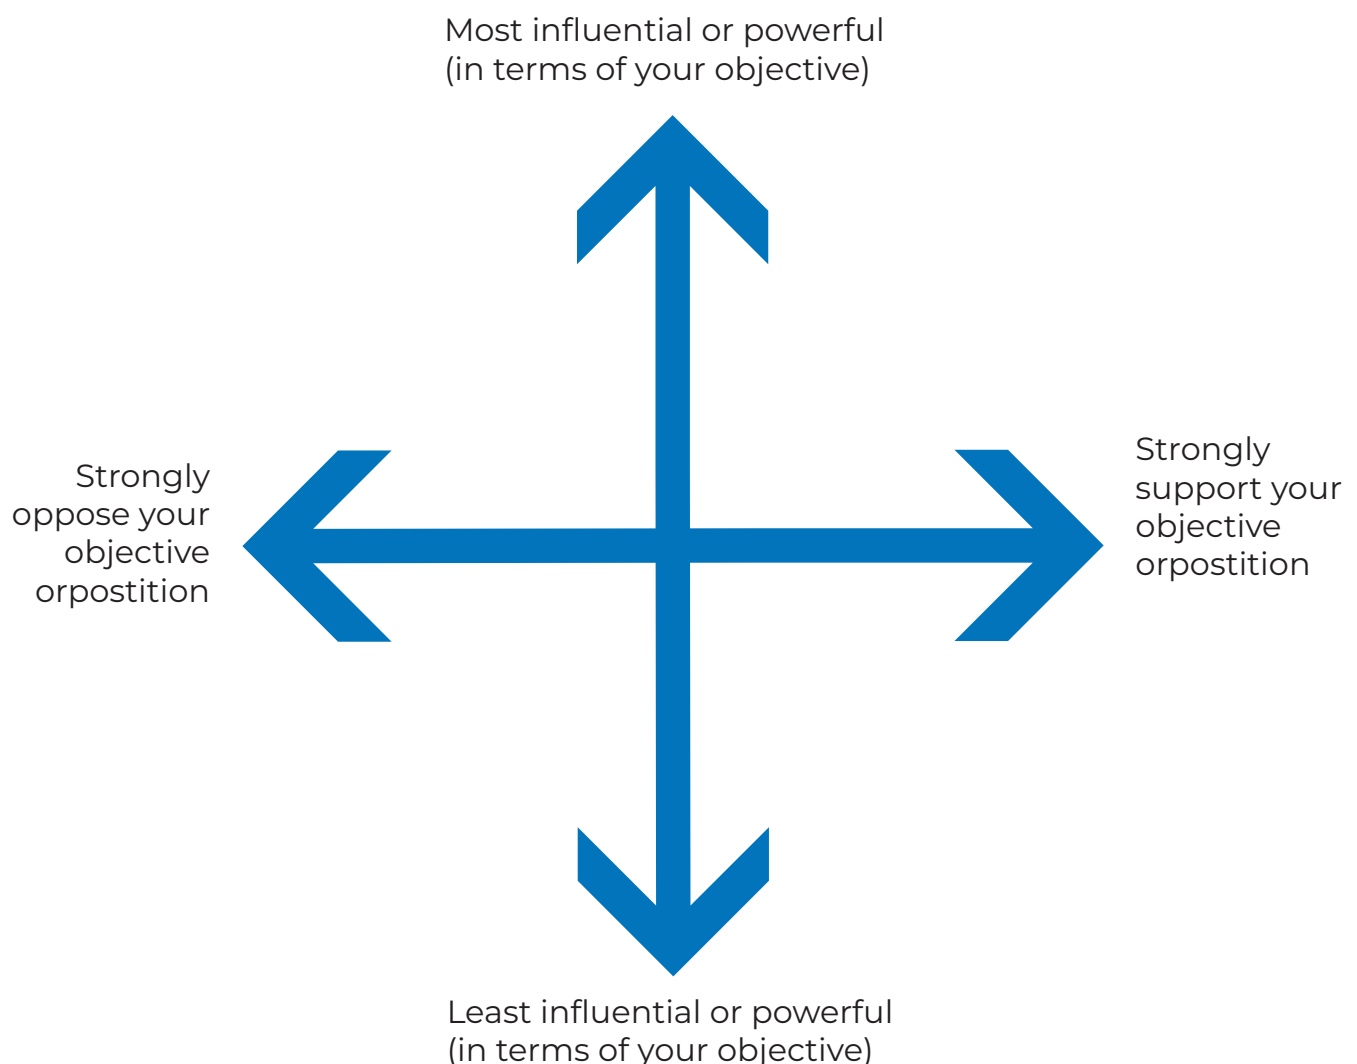 Most influential or powerful
(in terms of your objective)
Strongly
oppose your
objective
orpostition
Strongly
support your
objective
orpostition
Least influential or powerful
(in terms of your objective)